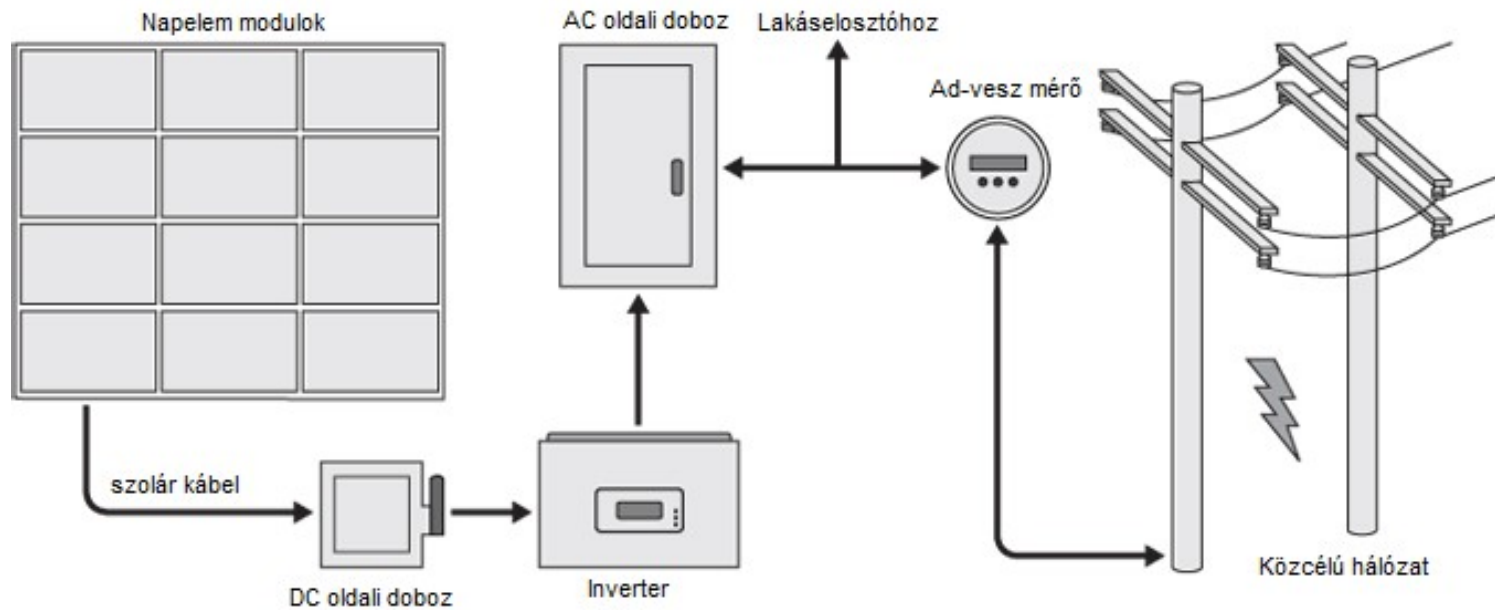 Napelem modulok
AC oldali doboz
Lakáselosztóhoz
Ad-vesz mérő
szolár kábel
DC oldali doboz
Inverter
Közcélú hálózat